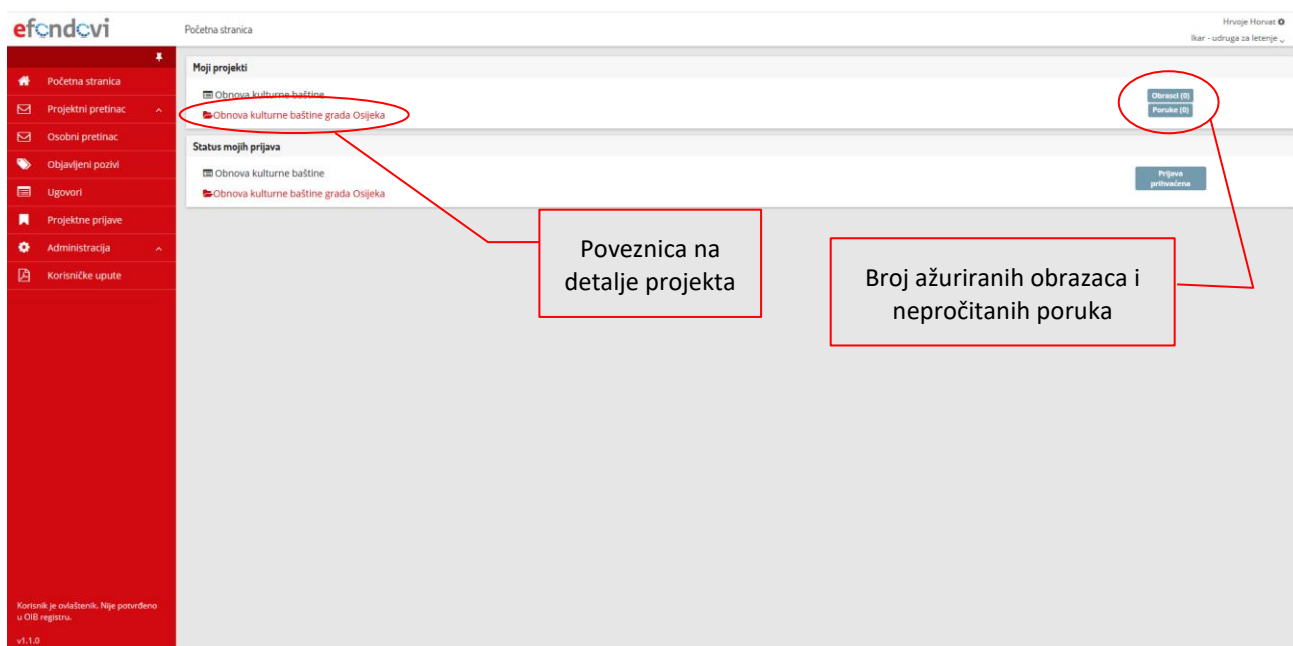 efondovi
Početna stranica
Hrvoje Horvat
Ikar - udruga za letenje
Početna stranica
Projektni pretinac
Osobni pretinac
Objavljeni pozivi
Ugovori
Projektne prijave
Administracija
Korisničke upute
Moji projekti
Obnova kulturne baštine
Obnova kulturne baštine grada Osijeka
Obrasci (0)
Poruke (0)
Status mojih prijava
Obnova kulturne baštine
Obnova kulturne baštine grada Osijeka
Prijava
prihvaćena
Poveznica na
detalje projekta
Broj ažuriranih obrazaca i
nepročitanih poruka
Korisnik je ovlaštenik. Nije potvrđeno
u OIB registru.
v1.1.0